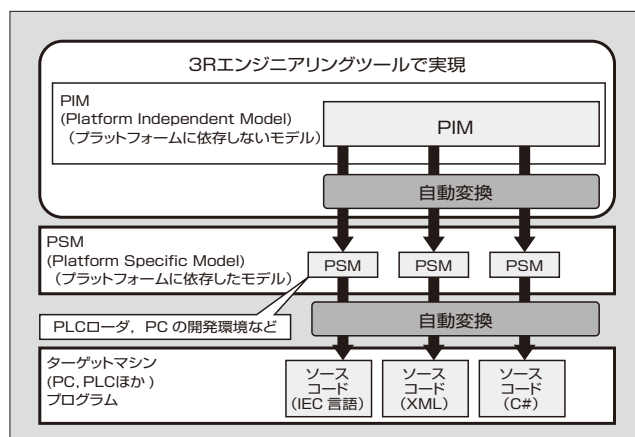 3Rエンジニアリングツールで実現
PIM
(Platform Independent Model)
（プラットフォームに依存しないモデル）
PIM
自動変換
PSM
(Platform Specific Model)
（プラットフォームに依存したモデル）
PSM
PSM
PSM
PLCローダ，PC の開発環境など
自動変換
ターゲットマシン
(PC，PLCほか)
プログラム
ソース
コード
(IEC 言語)
ソース
コード
(XML)
ソース
コード
(C#)